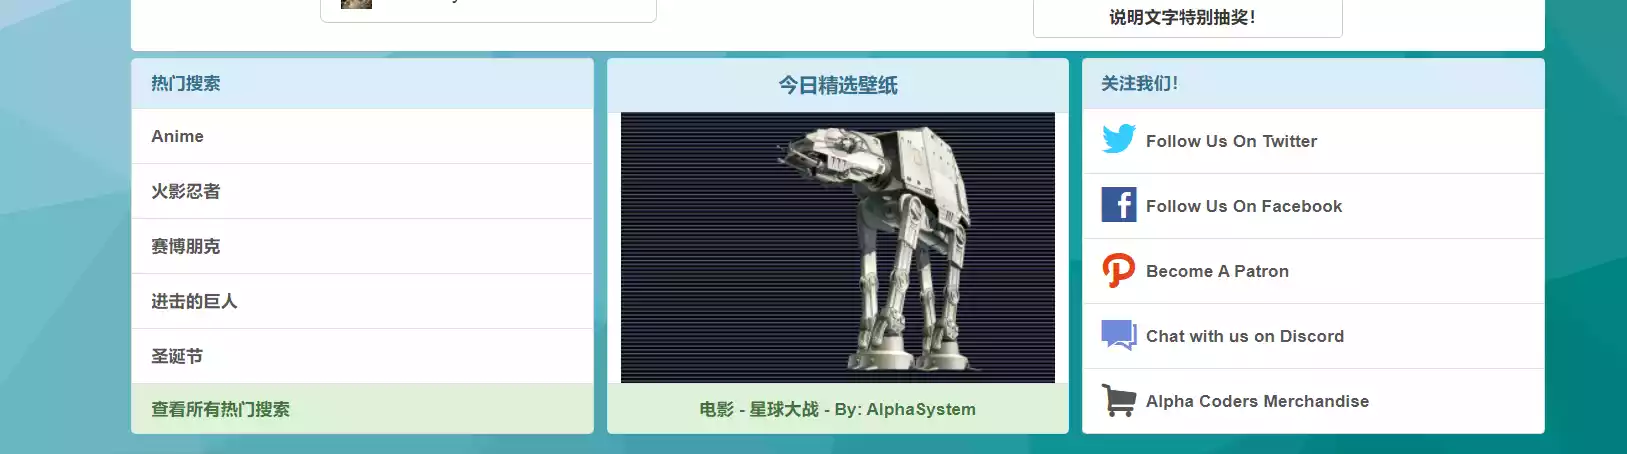 说明文字特别抽奖！
热门搜索
Anime
火影忍者
赛博朋克
进击的巨人
圣诞节
查看所有热门搜索
今日精选壁纸
电影 - 星球大战 - By: AlphaSystem
关注我们！
Follow Us On Twitter
Follow Us On Facebook
Become A Patron
Chat with us on Discord
Alpha Coders Merchandise